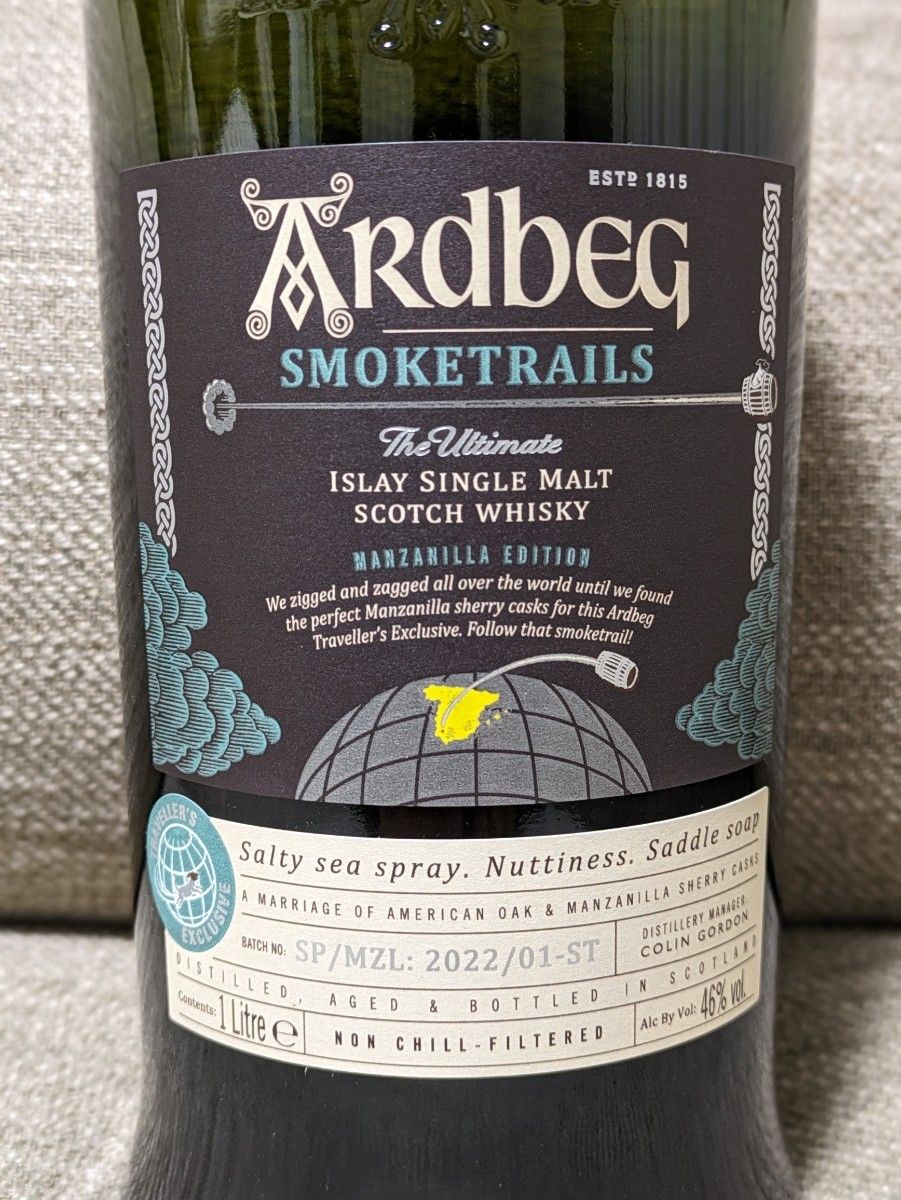 ESTD 1815
ARDBEG
SMOKETRAILS
The Ultimate
ISLAY SINGLE MALT
SCOTCH WHISKY
MANZANILLA EDITION
We zigged and zagged all over the world until we found
the perfect Manzanilla sherry casks for this Ardbeg
Traveller's Exclusive. Follow that smoketrail!
TRAVELLER'S
EXCLUSIVE
Salty sea spray. Nuttiness. Saddle soap
A MARRIAGE OF AMERICAN OAK & MANZANILLA SHERRY CASKS
BATCH NO: SP/MZL: 2022/01-ST
DISTILLERY MANAGER:
COLIN GORDON
DISTILLED, AGED & BOTTLED IN SCOTLAND
Contents: 1 Litre ℮
NON CHILL-FILTERED
Alc By Vol: 46% vol.